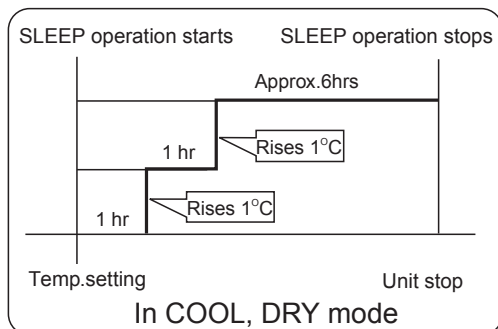 SLEEP operation starts SLEEP operation stops
Approx.6hrs
1 hr
Rises 1°C
Rises 1°C
1 hr
Temp.setting
Unit stop
In COOL, DRY mode